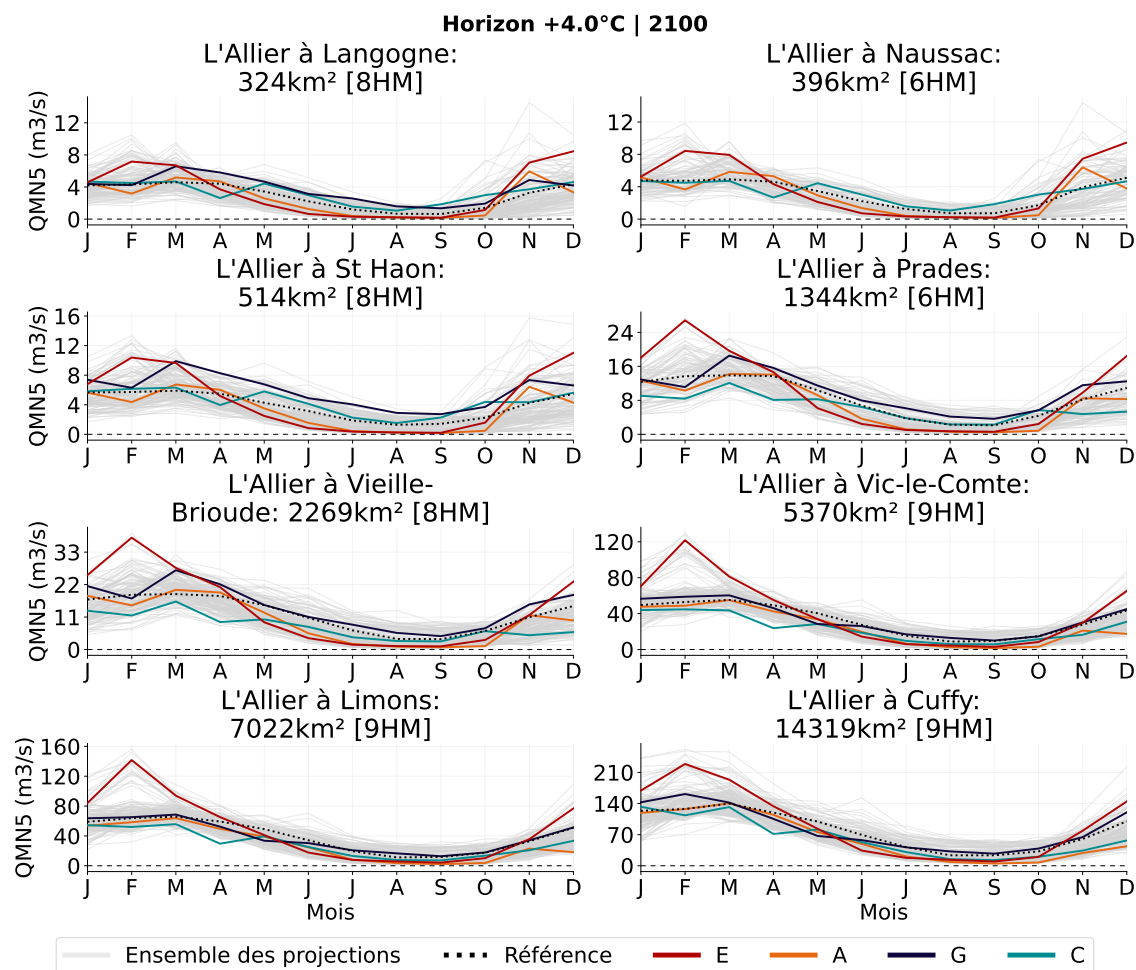 Horizon +4.0°C | 2100
L'Allier à Langogne:
324km² [8HM]
L'Allier à Naussac:
396km² [6HM]
QMN5 (m3/s)
12
8
4
0
J F M A M J J A S O N D
12
8
4
0
J F M A M J J A S O N D
L'Allier à St Haon:
514km² [8HM]
L'Allier à Prades:
1344km² [6HM]
QMN5 (m3/s)
16
12
8
4
0
J F M A M J J A S O N D
24
16
8
0
J F M A M J J A S O N D
L'Allier à Vieille-
Brioude: 2269km² [8HM]
L'Allier à Vic-le-Comte:
5370km² [9HM]
QMN5 (m3/s)
33
22
11
0
J F M A M J J A S O N D
120
80
40
0
J F M A M J J A S O N D
L'Allier à Limons:
7022km² [9HM]
L'Allier à Cuffy:
14319km² [9HM]
QMN5 (m3/s)
160
120
80
40
0
J F M A M J J A S O N D
Mois
210
140
70
0
J F M A M J J A S O N D
Mois
Ensemble des projections Référence E A G C